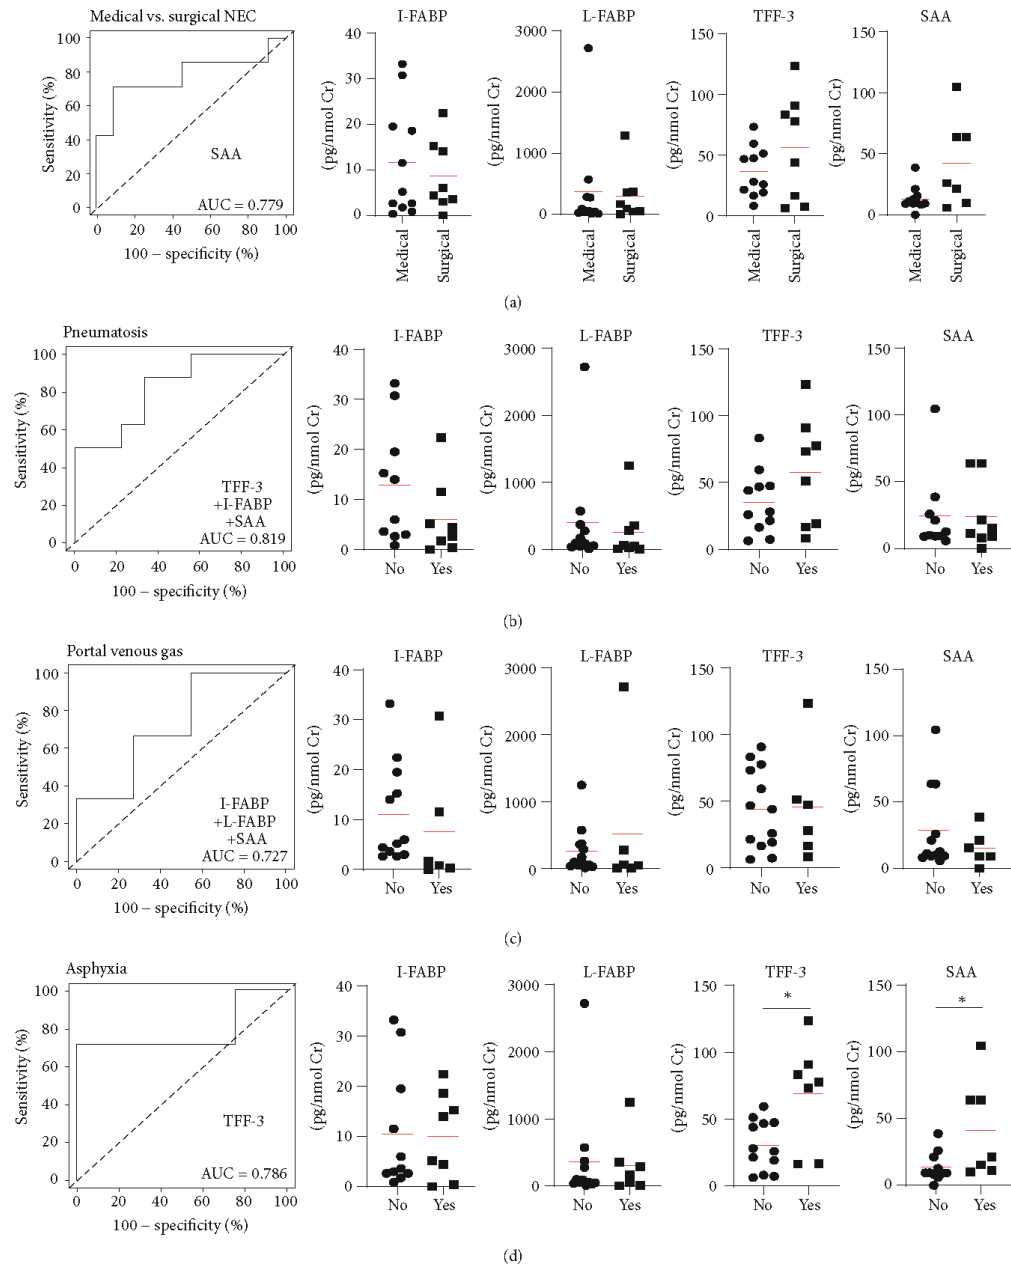 Medical vs. surgical NEC
Sensitivity (%)
100
80
60
40
20
0
SAA
AUC = 0.779
0 20 40 60 80 100
100 − specificity (%)
I-FABP
(pg/nmol Cr)
40
30
20
10
0
Medical
Surgical
L-FABP
(pg/nmol Cr)
3000
2000
1000
0
Medical
Surgical
TFF-3
(pg/nmol Cr)
150
100
50
0
Medical
Surgical
SAA
(pg/nmol Cr)
150
100
50
0
Medical
Surgical
(a)
Pneumatosis
Sensitivity (%)
100
80
60
40
20
0
TFF-3
+I-FABP
+SAA
AUC = 0.819
0 20 40 60 80 100
100 − specificity (%)
I-FABP
(pg/nmol Cr)
40
30
20
10
0
No Yes
L-FABP
(pg/nmol Cr)
3000
2000
1000
0
No Yes
TFF-3
(pg/nmol Cr)
150
100
50
0
No Yes
SAA
(pg/nmol Cr)
150
100
50
0
No Yes
(b)
Portal venous gas
Sensitivity (%)
100
80
60
40
20
0
I-FABP
+L-FABP
+SAA
AUC = 0.727
0 20 40 60 80 100
100 − specificity (%)
I-FABP
(pg/nmol Cr)
40
30
20
10
0
No Yes
L-FABP
(pg/nmol Cr)
3000
2000
1000
0
No Yes
TFF-3
(pg/nmol Cr)
150
100
50
0
No Yes
SAA
(pg/nmol Cr)
150
100
50
0
No Yes
(c)
Asphyxia
Sensitivity (%)
100
80
60
40
20
0
TFF-3
AUC = 0.786
0 20 40 60 80 100
100 − specificity (%)
I-FABP
(pg/nmol Cr)
40
30
20
10
0
No Yes
L-FABP
(pg/nmol Cr)
3000
2000
1000
0
No Yes
TFF-3
(pg/nmol Cr)
150
100
50
0
*
No Yes
SAA
(pg/nmol Cr)
150
100
50
0
*
No Yes
(d)